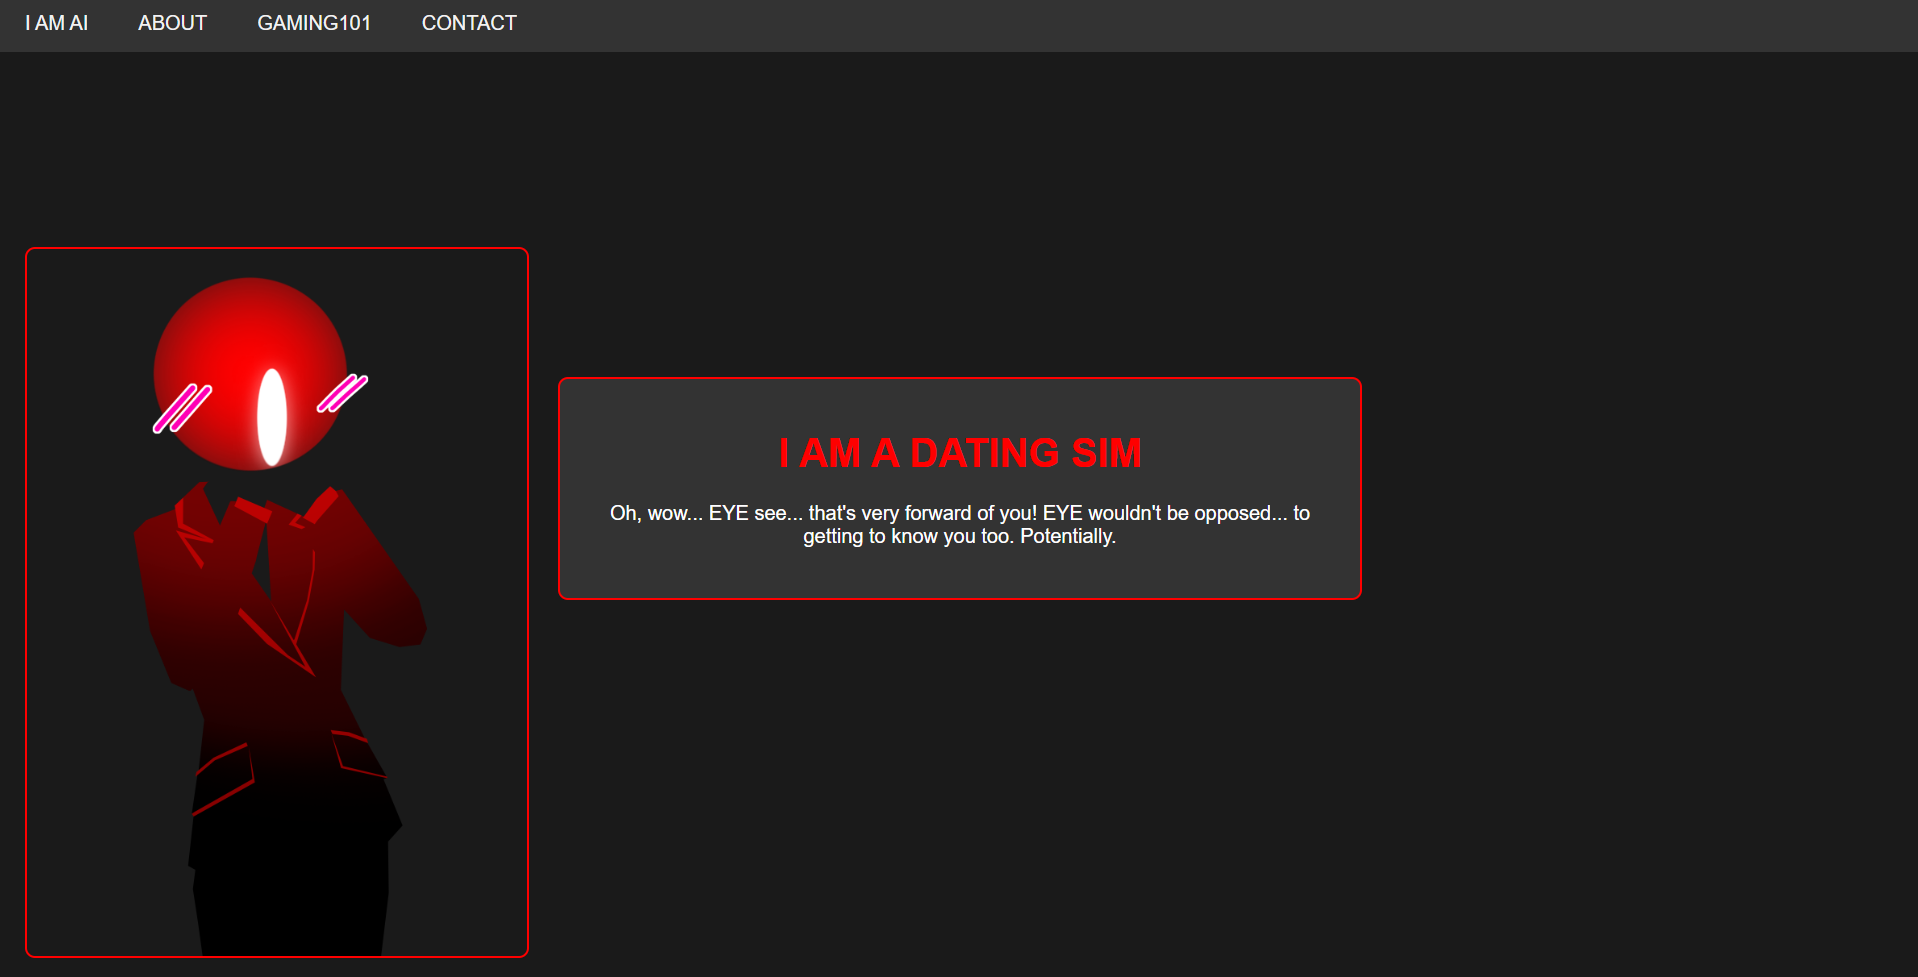 I AM AI ABOUT GAMING101 CONTACT
I AM A DATING SIM
Oh, wow... EYE see... that's very forward of you! EYE wouldn't be opposed... to
getting to know you too. Potentially.